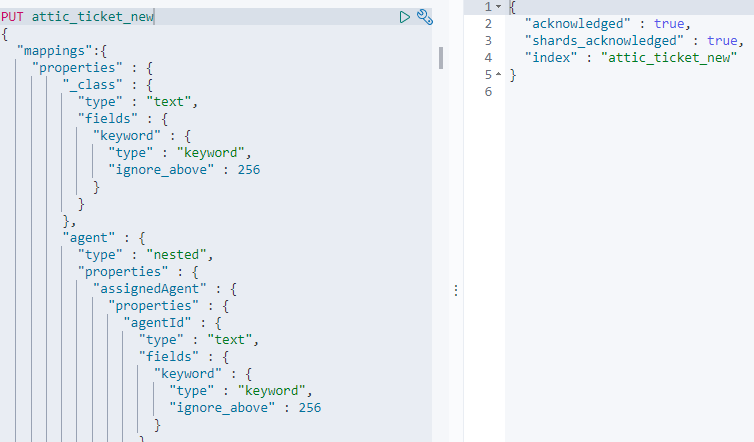 PUT attic_ticket_new
{
  "mappings":{
    "properties" : {
        "_class" : {
          "type" : "text",
          "fields" : {
            "keyword" : {
              "type" : "keyword",
              "ignore_above" : 256
            }
          }
        },
        "agent" : {
          "type" : "nested",
          "properties" : {
            "assignedAgent" : {
              "properties" : {
                "agentId" : {
                  "type" : "text",
                  "fields" : {
                    "keyword" : {
                      "type" : "keyword",
                      "ignore_above" : 256
                    }
                  }
1 {
2   "acknowledged" : true,
3   "shards_acknowledged" : true,
4   "index" : "attic_ticket_new"
5 }
6